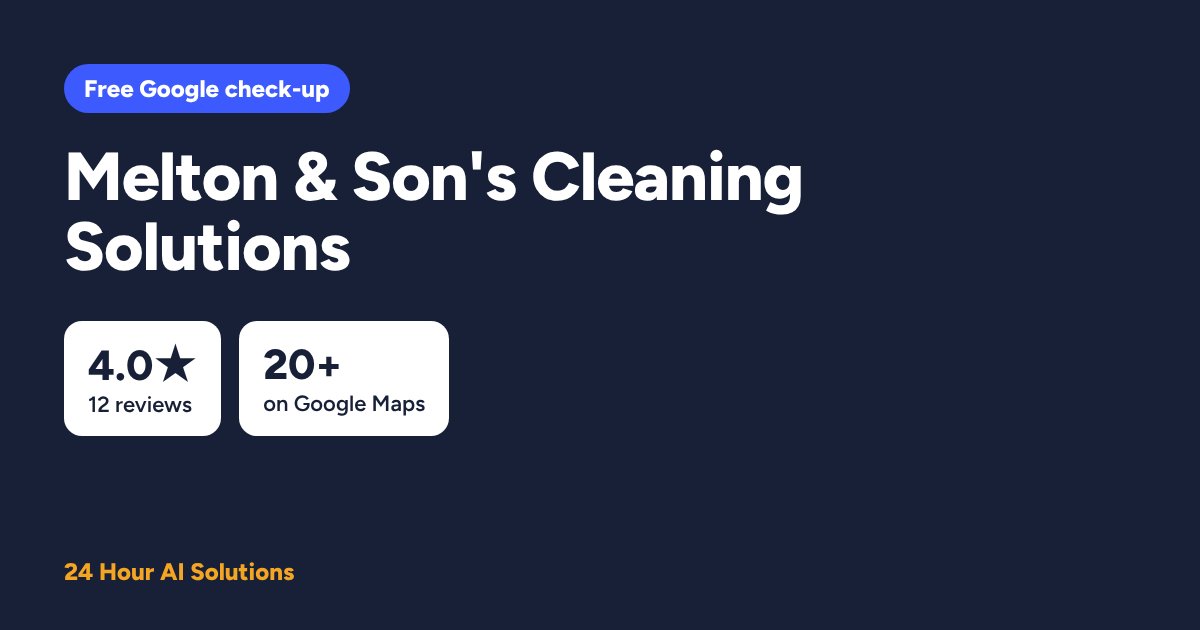 Free Google check-up
Melton & Son's Cleaning
Solutions
4.0★
12 reviews
20+
on Google Maps
24 Hour AI Solutions